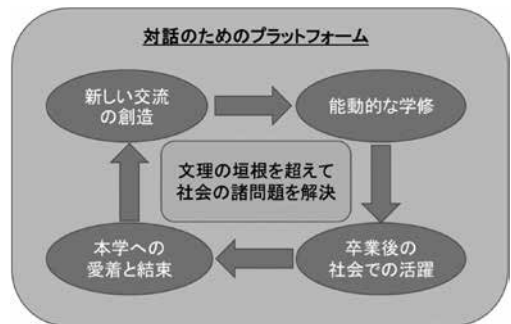 対話のためのプラットフォーム
新しい交流
の創造
能動的な学修
文理の垣根を超えて
社会の諸問題を解決
本学への
愛着と結束
卒業後の
社会での活躍